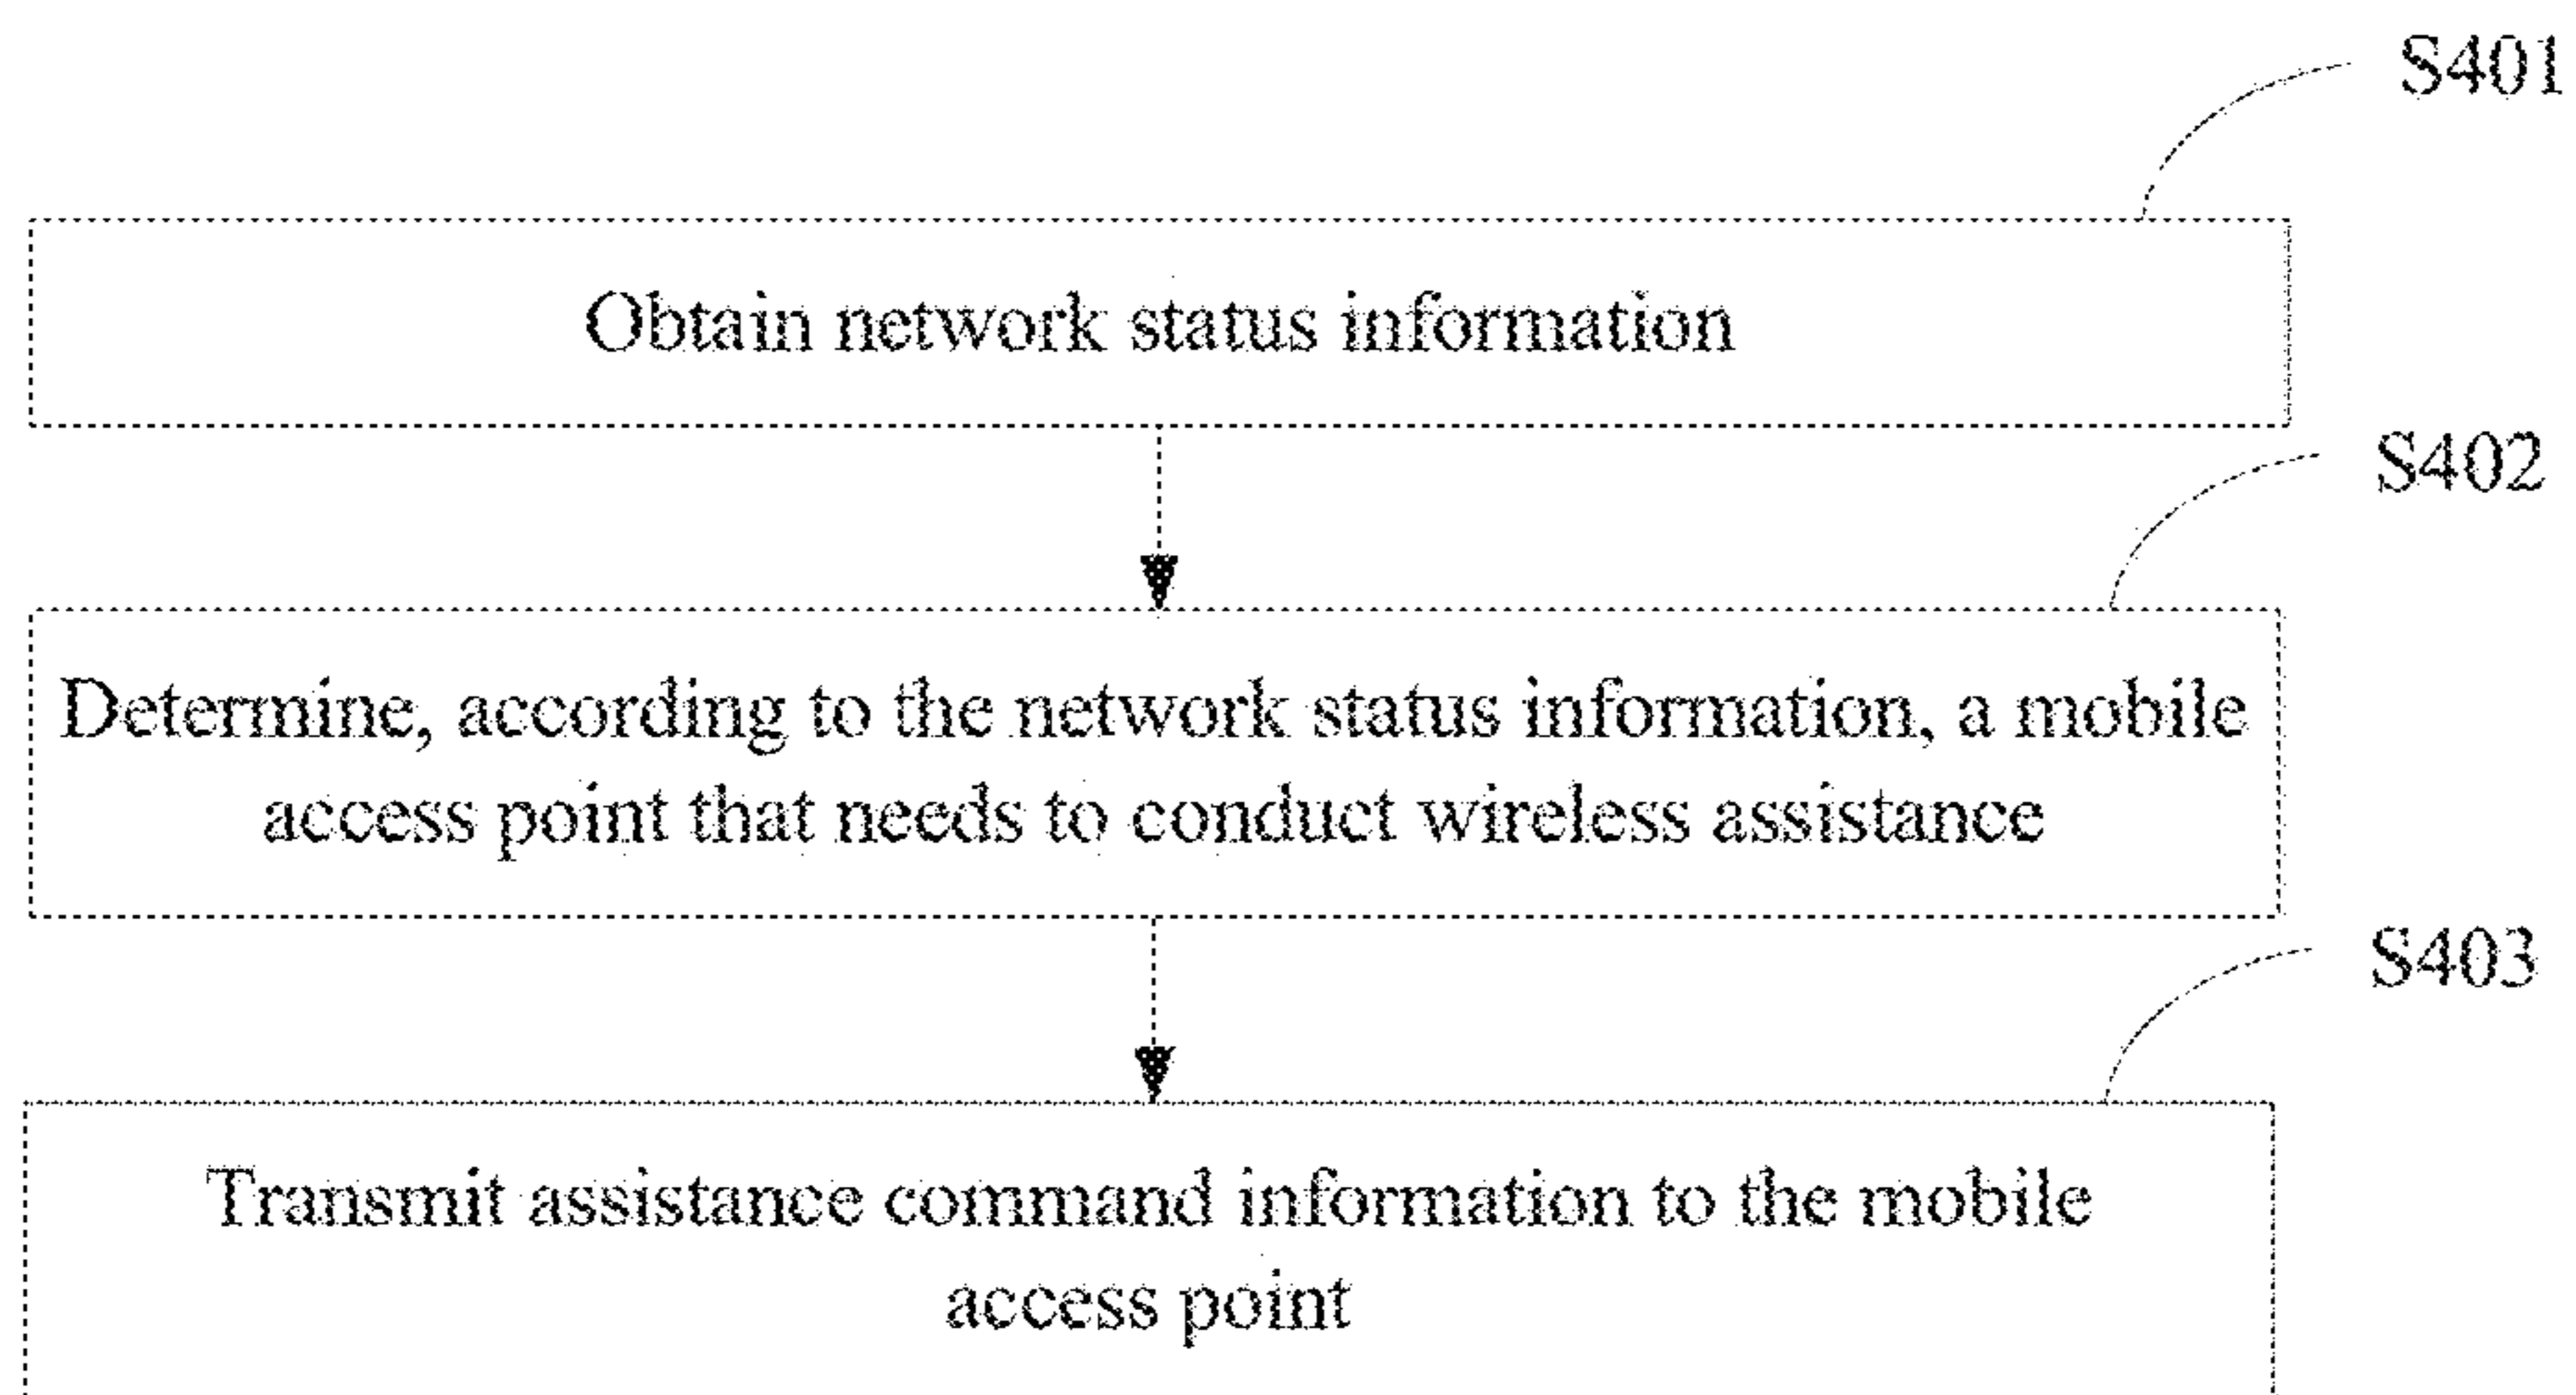 S401
Obtain network status information
S402
Determine, according to the network status information, a mobile
access point that needs to conduct wireless assistance
S403
Transmit assistance command information to the mobile
access point